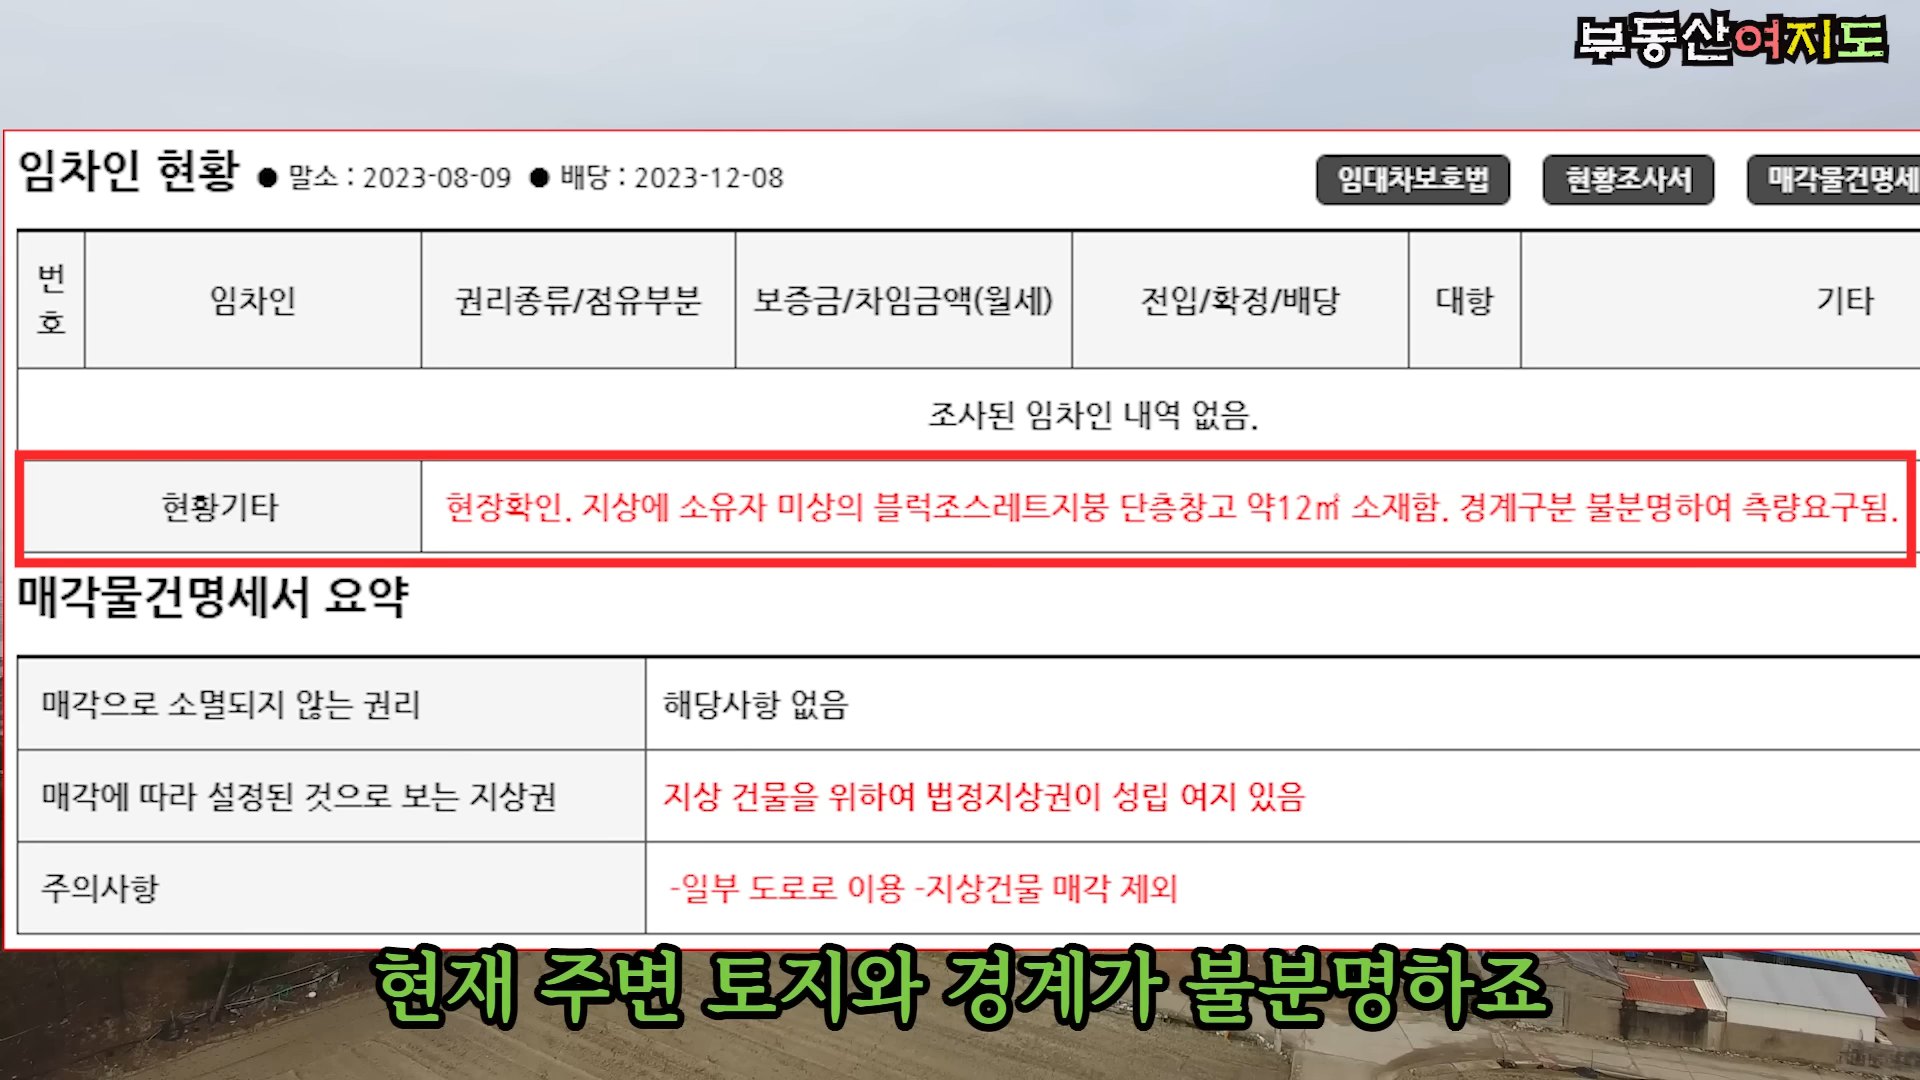 부동산여지도
임차인 현황 ● 말소 : 2023-08-09 ● 배당 : 2023-12-08
임대차보호법 현황조사서 매각물건명세
번호 임차인 권리종류/점유부분 보증금/차임금액(월세) 전입/확정/배당 대항 기타
조사된 임차인 내역 없음.
현황기타 현장확인. 지상에 소유자 미상의 블럭조스레트지붕 단층창고 약12㎡ 소재함. 경계구분 불분명하여 측량요구됨.
매각물건명세서 요약
매각으로 소멸되지 않는 권리 해당사항 없음
매각에 따라 설정된 것으로 보는 지상권 지상 건물을 위하여 법정지상권이 성립 여지 있음
주의사항 -일부 도로로 이용 -지상건물 매각 제외
현재 주변 토지와 경계가 불분명하죠